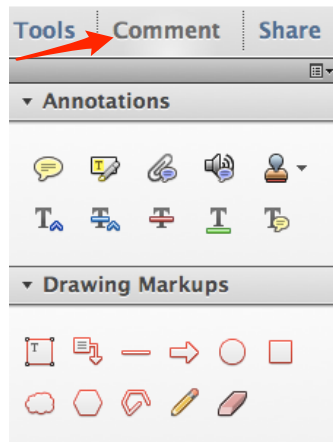 Tools Comment Share
Annotations
T
T T T T T
Drawing Markups
T